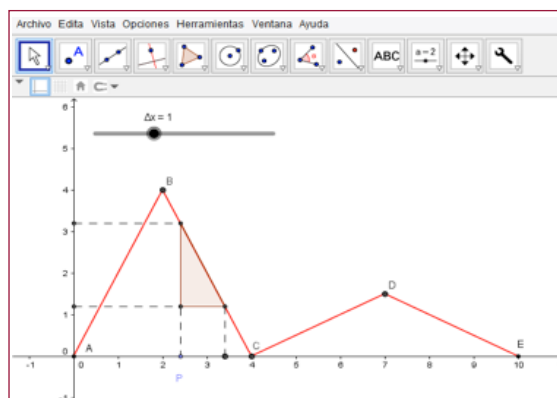 Archivo Edita Vista Opciones Herramientas Ventana Ayuda
A
ABC
a=2
6
Δx = 1
5
4
B
3
2
D
1
0
A
C
E
-1
0
1
2
3
4
5
6
7
8
9
10
P
-1